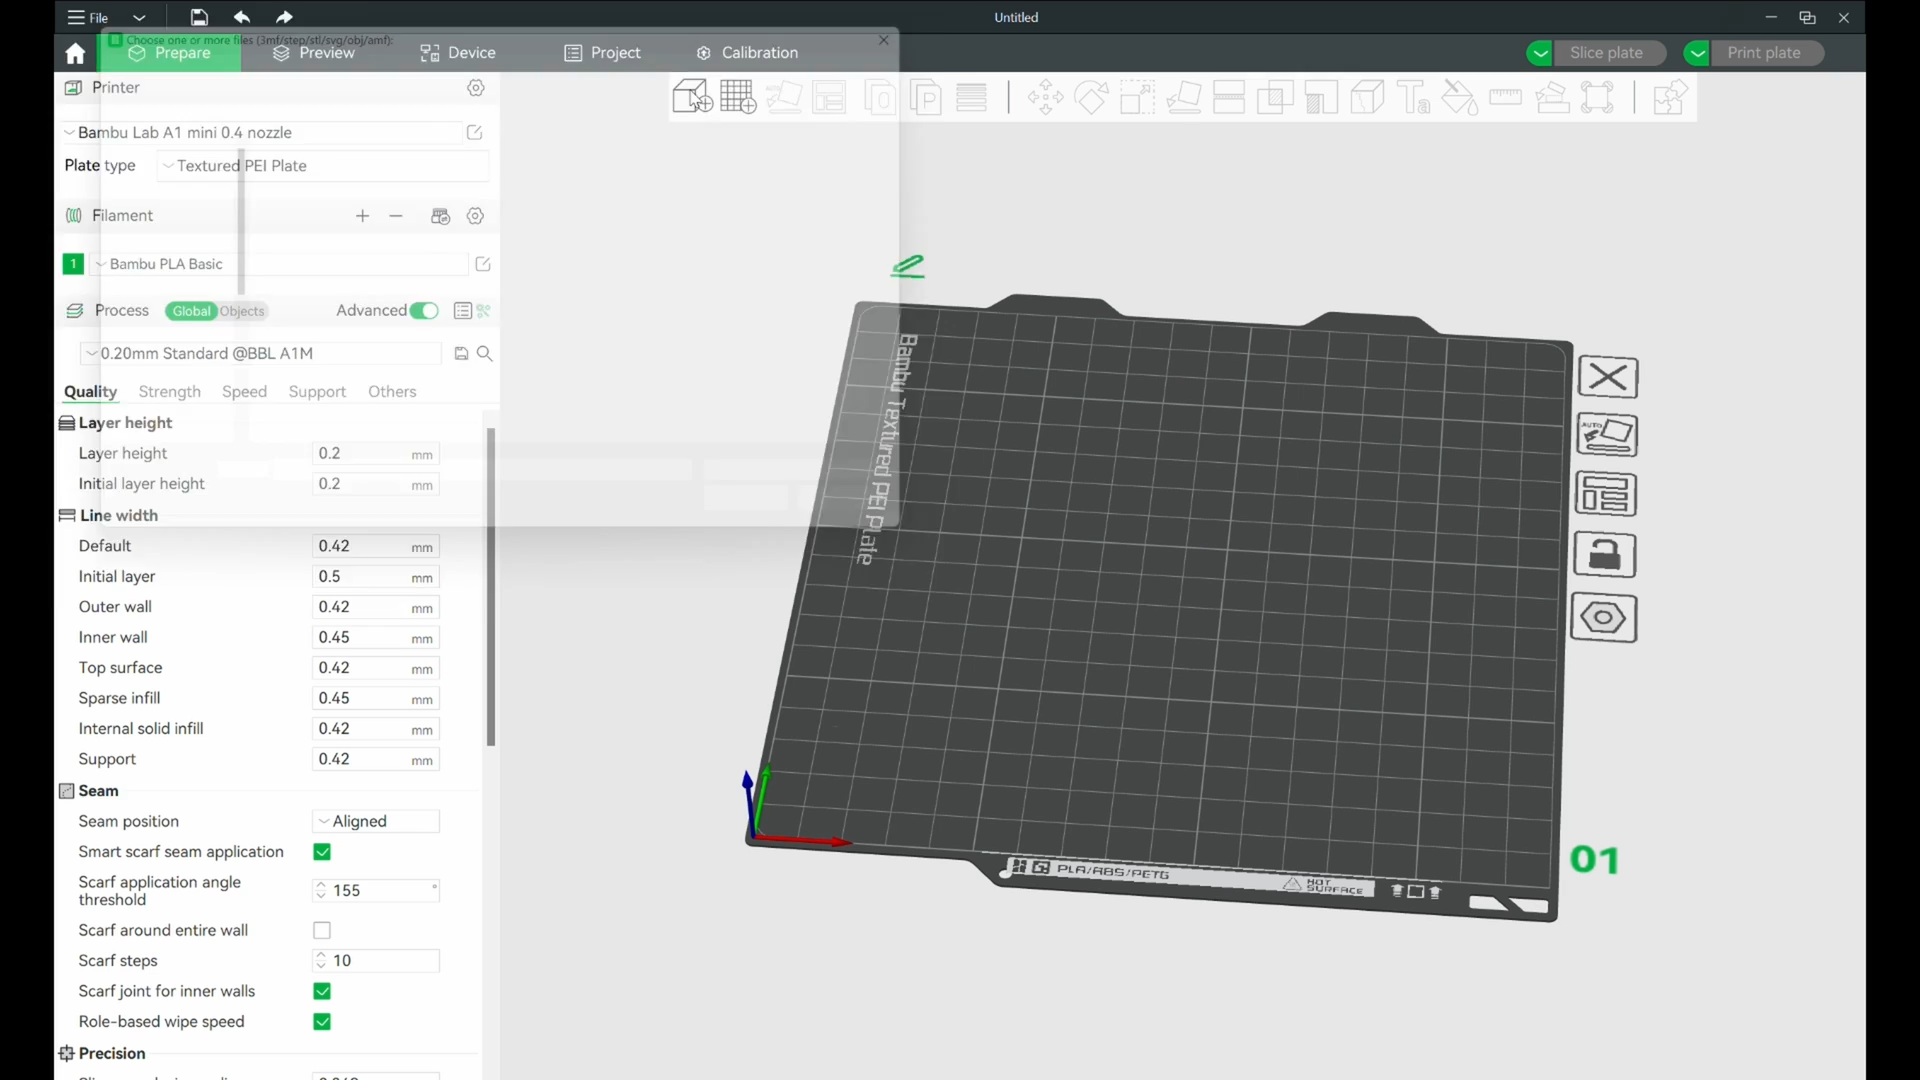 File
Untitled
Choose one or more files (3mf/step/stl/svg/obj/amf):
Prepare
Preview
Device
Project
Calibration
Slice plate
Print plate
Printer
Bambu Lab A1 mini 0.4 nozzle
Plate type
Textured PEI Plate
Filament
1
Bambu PLA Basic
Process
Global
Objects
Advanced
0.20mm Standard @BBL A1M
Quality
Strength
Speed
Support
Others
Layer height
Layer height 0.2 mm
Initial layer height 0.2 mm
Line width
Default 0.42 mm
Initial layer 0.5 mm
Outer wall 0.42 mm
Inner wall 0.45 mm
Top surface 0.42 mm
Sparse infill 0.45 mm
Internal solid infill 0.42 mm
Support 0.42 mm
Seam
Seam position Aligned
Smart scarf seam application
Scarf application angle
threshold 155 °
Scarf around entire wall
Scarf steps 10
Scarf joint for inner walls
Role-based wipe speed
Precision
Bambu Textured PEI Plate
AUTO
PLA/ABS/PETG
HOT
SURFACE
01